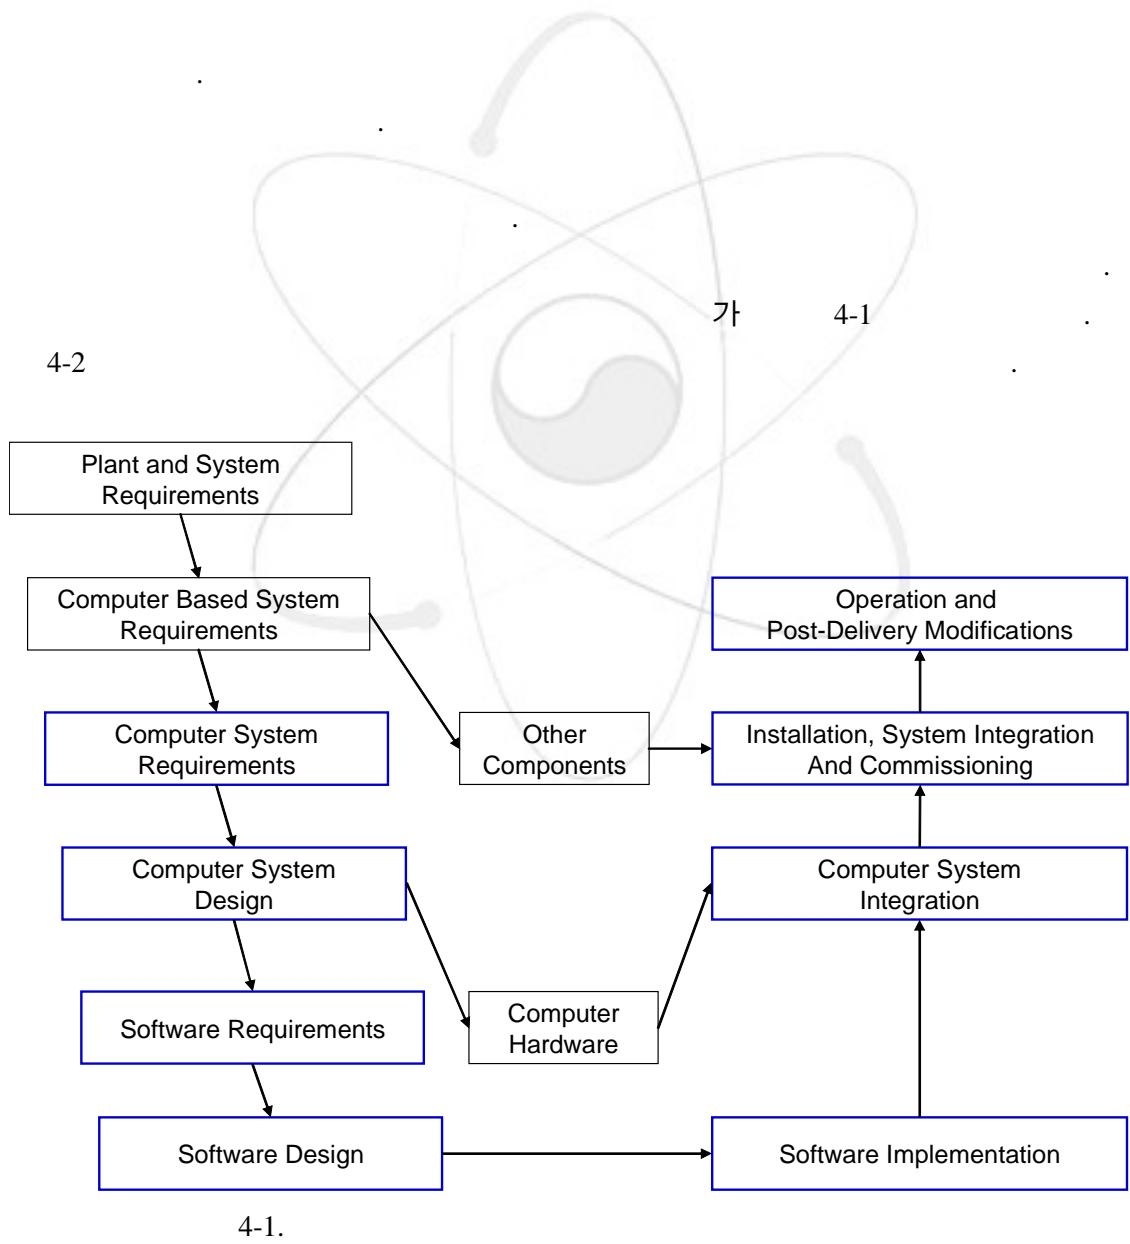 .
.
.
.
가 4-1 .
4-2 .
Plant and System
Requirements
Computer Based System
Requirements
Operation and
Post-Delivery Modifications
Computer System
Requirements
Other
Components
Installation, System Integration
And Commissioning
Computer System
Design
Computer System
Integration
Software Requirements
Computer
Hardware
Software Design
Software Implementation
4-1.